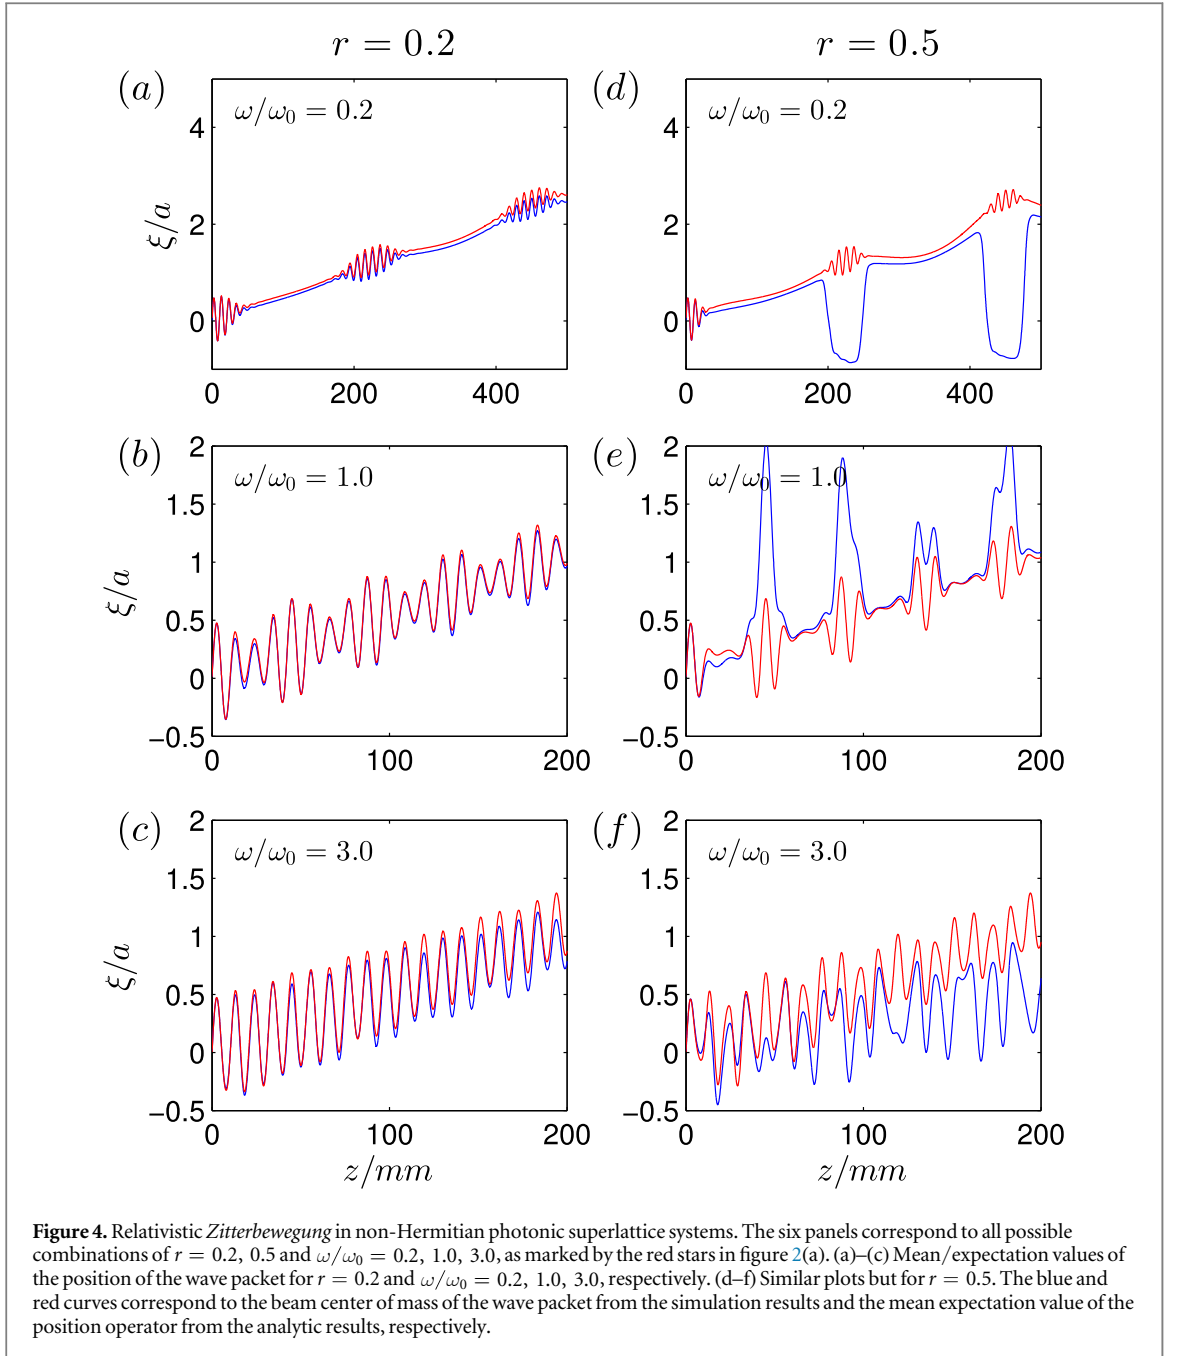 r = 0.2
r = 0.5
(a)
ω/ω₀ = 0.2
4
2
0
ξ/a
0 200 400
(d)
ω/ω₀ = 0.2
4
2
0
0 200 400
(b)
ω/ω₀ = 1.0
2
1.5
1
0.5
0
−0.5
ξ/a
0 100 200
(e)
ω/ω₀ = 1.0
2
1.5
1
0.5
0
−0.5
0 100 200
(c)
ω/ω₀ = 3.0
2
1.5
1
0.5
0
−0.5
ξ/a
0 100 200
z/mm
(f)
ω/ω₀ = 3.0
2
1.5
1
0.5
0
−0.5
0 100 200
z/mm
Figure 4. Relativistic Zitterbewegung in non-Hermitian photonic superlattice systems. The six panels correspond to all possible
combinations of r = 0.2, 0.5 and ω/ω₀ = 0.2, 1.0, 3.0, as marked by the red stars in figure 2(a). (a)–(c) Mean/expectation values of
the position of the wave packet for r = 0.2 and ω/ω₀ = 0.2, 1.0, 3.0, respectively. (d–f) Similar plots but for r = 0.5. The blue and
red curves correspond to the beam center of mass of the wave packet from the simulation results and the mean expectation value of the
position operator from the analytic results, respectively.